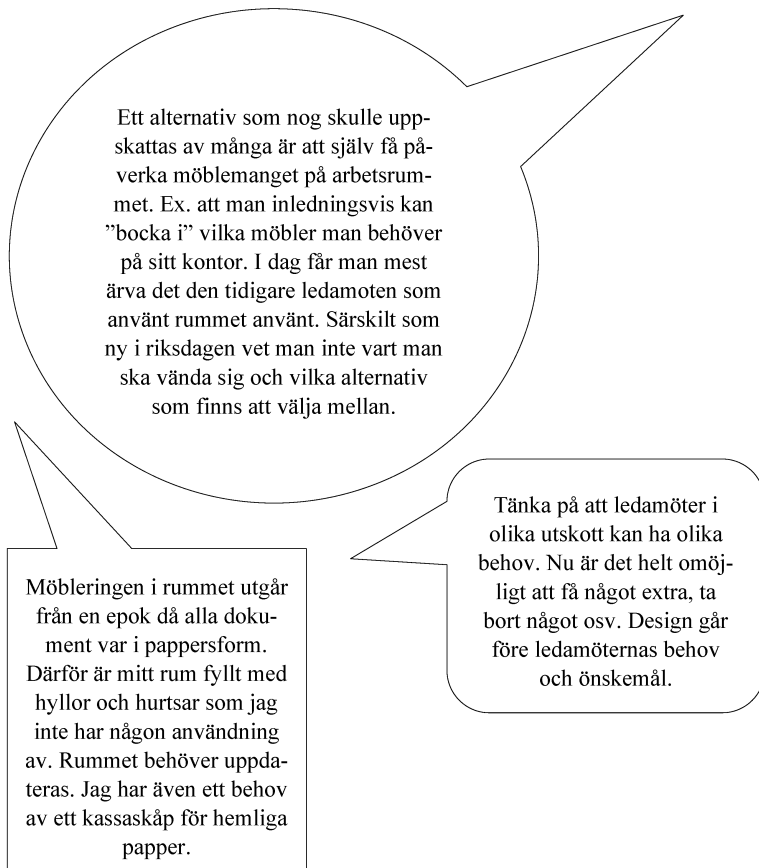 Ett alternativ som nog skulle upp-
skattas av många är att själv få på-
verka möblemanget på arbetsrum-
met. Ex. att man inledningsvis kan
”bocka i” vilka möbler man behöver
på sitt kontor. I dag får man mest
ärva det den tidigare ledamoten som
använt rummet använt. Särskilt som
ny i riksdagen vet man inte vart man
ska vända sig och vilka alternativ
som finns att välja mellan.
Möbleringen i rummet utgår
från en epok då alla doku-
ment var i pappersform.
Därför är mitt rum fyllt med
hyllor och hurtsar som jag
inte har någon användning
av. Rummet behöver uppda-
teras. Jag har även ett behov
av ett kassaskåp för hemliga
papper.
Tänka på att ledamöter i
olika utskott kan ha olika
behov. Nu är det helt omöj-
ligt att få något extra, ta
bort något osv. Design går
före ledamöternas behov
och önskemål.